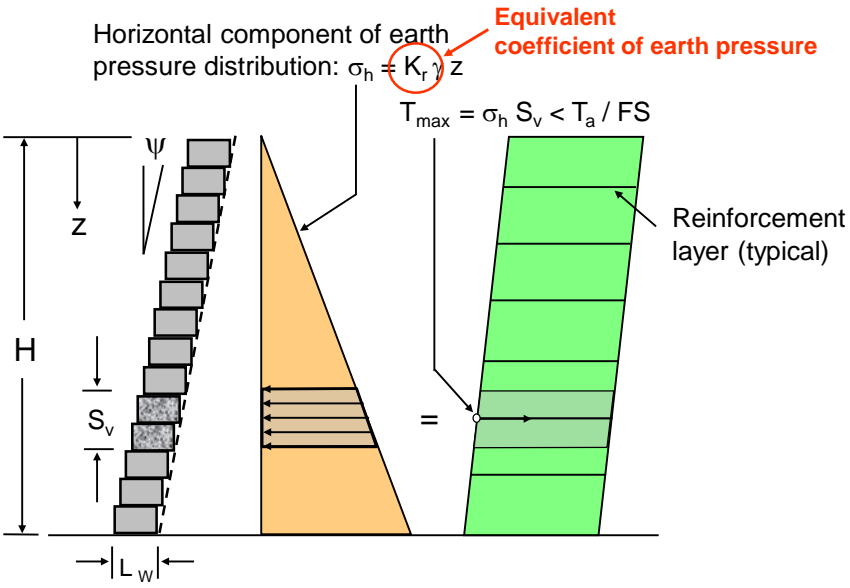 Horizontal component of earth
pressure distribution: σh = Kr γ z
Equivalent
coefficient of earth pressure
Tmax = σh Sv < Ta / FS
ψ
z
Reinforcement
layer (typical)
H
Sv
=
L w